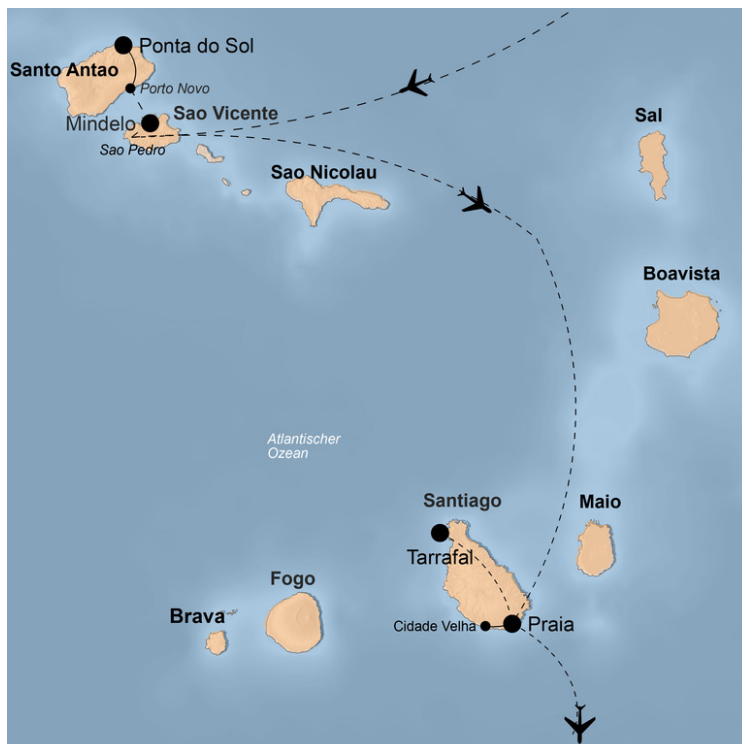 Ponta do Sol
Santo Antao
Porto Novo
Sao Vicente
Mindelo
Sao Pedro
Sal
Sao Nicolau
Boavista
Atlantischer
Ozean
Santiago
Maio
Tarrafal
Fogo
Brava
Cidade Velha
Praia